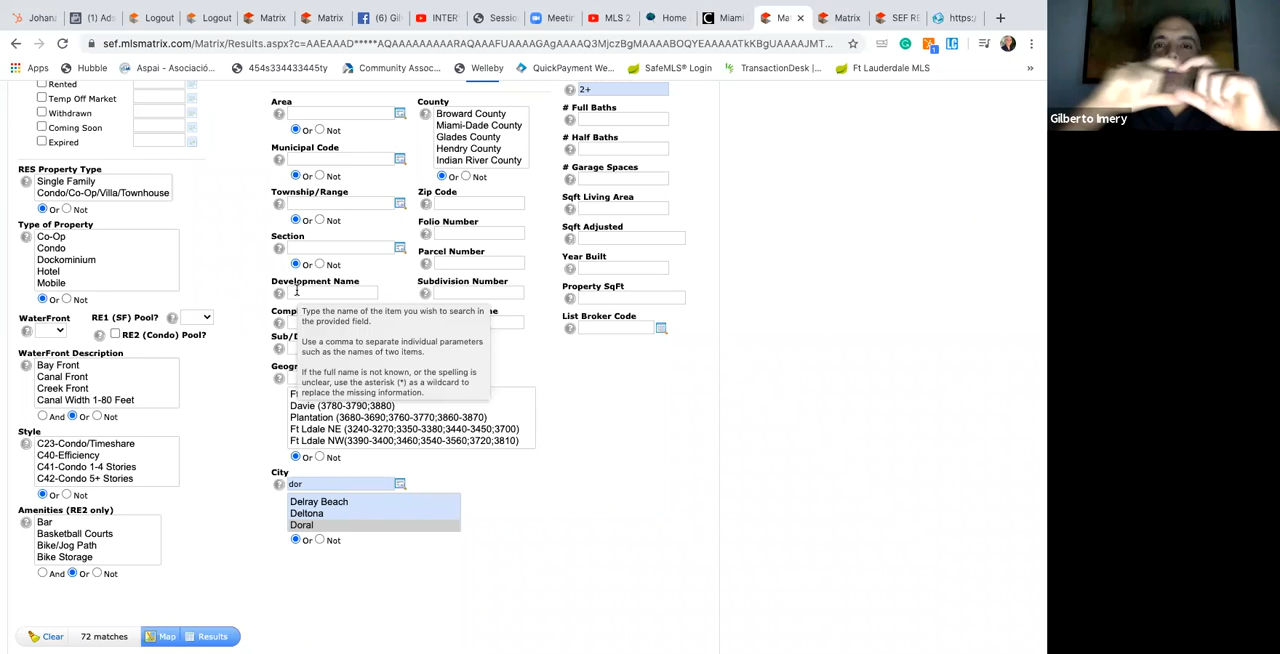 Johana
(1) Ads
Logout
Logout
Matrix
Matrix
(6) Gil
INTER
Sessio
Meetin
MLS 2
Home
Miami
Mat
Matrix
SEF RE
https:/
sef.mlsmatrix.com/Matrix/Results.aspx?c=AAEAAAD*****AQAAAAAAAAARAQAAAFUAAAAGAgAAAAQ3MjczBgMAAAABOQYEAAAAATkKBgUAAAAJMT...
Apps
Hubble
Aspai - Asociació...
454s334433445ty
Community Assoc...
Welleby
QuickPayment We...
SafeMLS® Login
TransactionDesk |...
Ft Lauderdale MLS
»
Rented
Temp Off Market
Withdrawn
Coming Soon
Expired
RES Property Type
Single Family
Condo/Co-Op/Villa/Townhouse
Or Not
Type of Property
Co-Op
Condo
Dockominium
Hotel
Mobile
Or Not
WaterFront
RE1 (SF) Pool?
RE2 (Condo) Pool?
WaterFront Description
Bay Front
Canal Front
Creek Front
Canal Width 1-80 Feet
And Or Not
Style
C23-Condo/Timeshare
C40-Efficiency
C41-Condo 1-4 Stories
C42-Condo 5+ Stories
Or Not
Amenities (RE2 only)
Bar
Basketball Courts
Bike/Jog Path
Bike Storage
And Or Not
Area
Or Not
Municipal Code
Or Not
Township/Range
Or Not
Section
Or Not
Development Name
Type the name of the item you wish to search in
the provided field.
Use a comma to separate individual parameters
such as the names of two items.
If the full name is not known, or the spelling is
unclear, use the asterisk (*) as a wildcard to
replace the missing information.
Davie (3780-3790;3880)
Plantation (3680-3690;3760-3770;3860-3870)
Ft Ldale NE (3240-3270;3350-3380;3440-3450;3700)
Ft Ldale NW(3390-3400;3460;3540-3560;3720;3810)
Or Not
City
dor
Delray Beach
Deltona
Doral
Or Not
County
Broward County
Miami-Dade County
Glades County
Hendry County
Indian River County
Or Not
Zip Code
Folio Number
Parcel Number
Subdivision Number
2+
# Full Baths
# Half Baths
# Garage Spaces
Sqft Living Area
Sqft Adjusted
Year Built
Property SqFt
List Broker Code
Clear
72 matches
Map
Results
Gilberto Imery